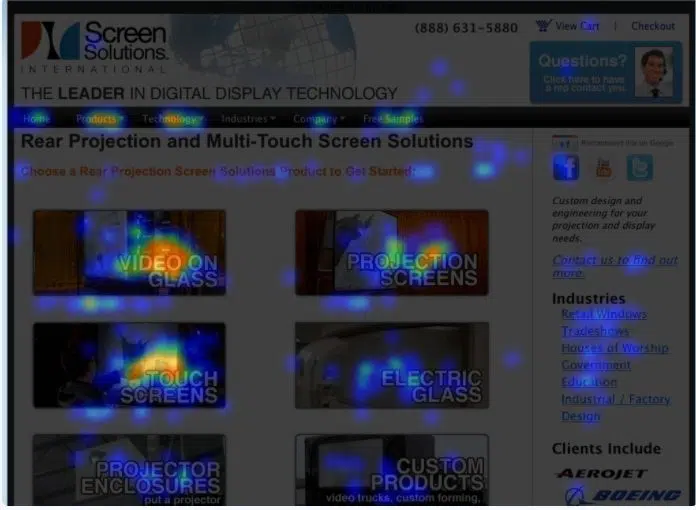 Screen
Solutions.
INTERNATIONAL
(888) 631-5880
View Cart | Checkout
Questions?
Click here to have
a rep contact you.
THE LEADER IN DIGITAL DISPLAY TECHNOLOGY
Home Products Technology Industries Company Free Samples
Rear Projection and Multi-Touch Screen Solutions
Choose a Rear Projection Screen Solutions Product to Get Started:
VIDEO ON
GLASS
PROJECTION
SCREENS
TOUCH
SCREENS
ELECTRIC
GLASS
PROJECTOR
ENCLOSURES
put a projector
CUSTOM
PRODUCTS
video trucks, custom forming,
Recommend this on Google
Custom design and
engineering for your
projection and display
needs.
Contact us to find out
more.
Industries
Retail Windows
Tradeshows
Houses of Worship
Government
Education
Industrial / Factory
Design
Clients Include
AEROJET
BOEING